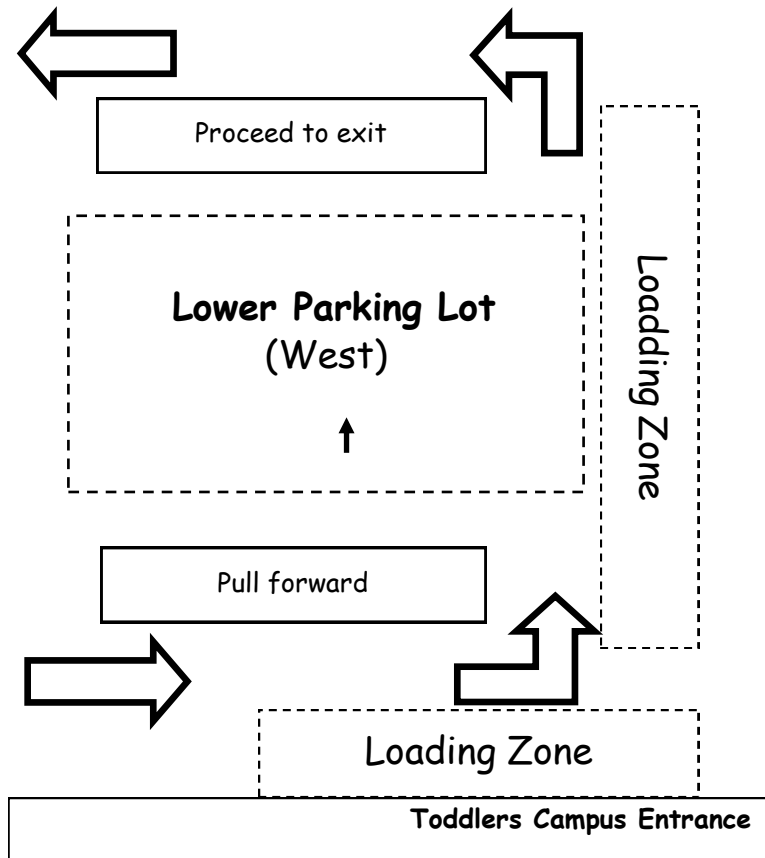 Proceed to exit
Lower Parking Lot
(West)
Loadding Zone
Pull forward
Loading Zone
Toddlers Campus Entrance